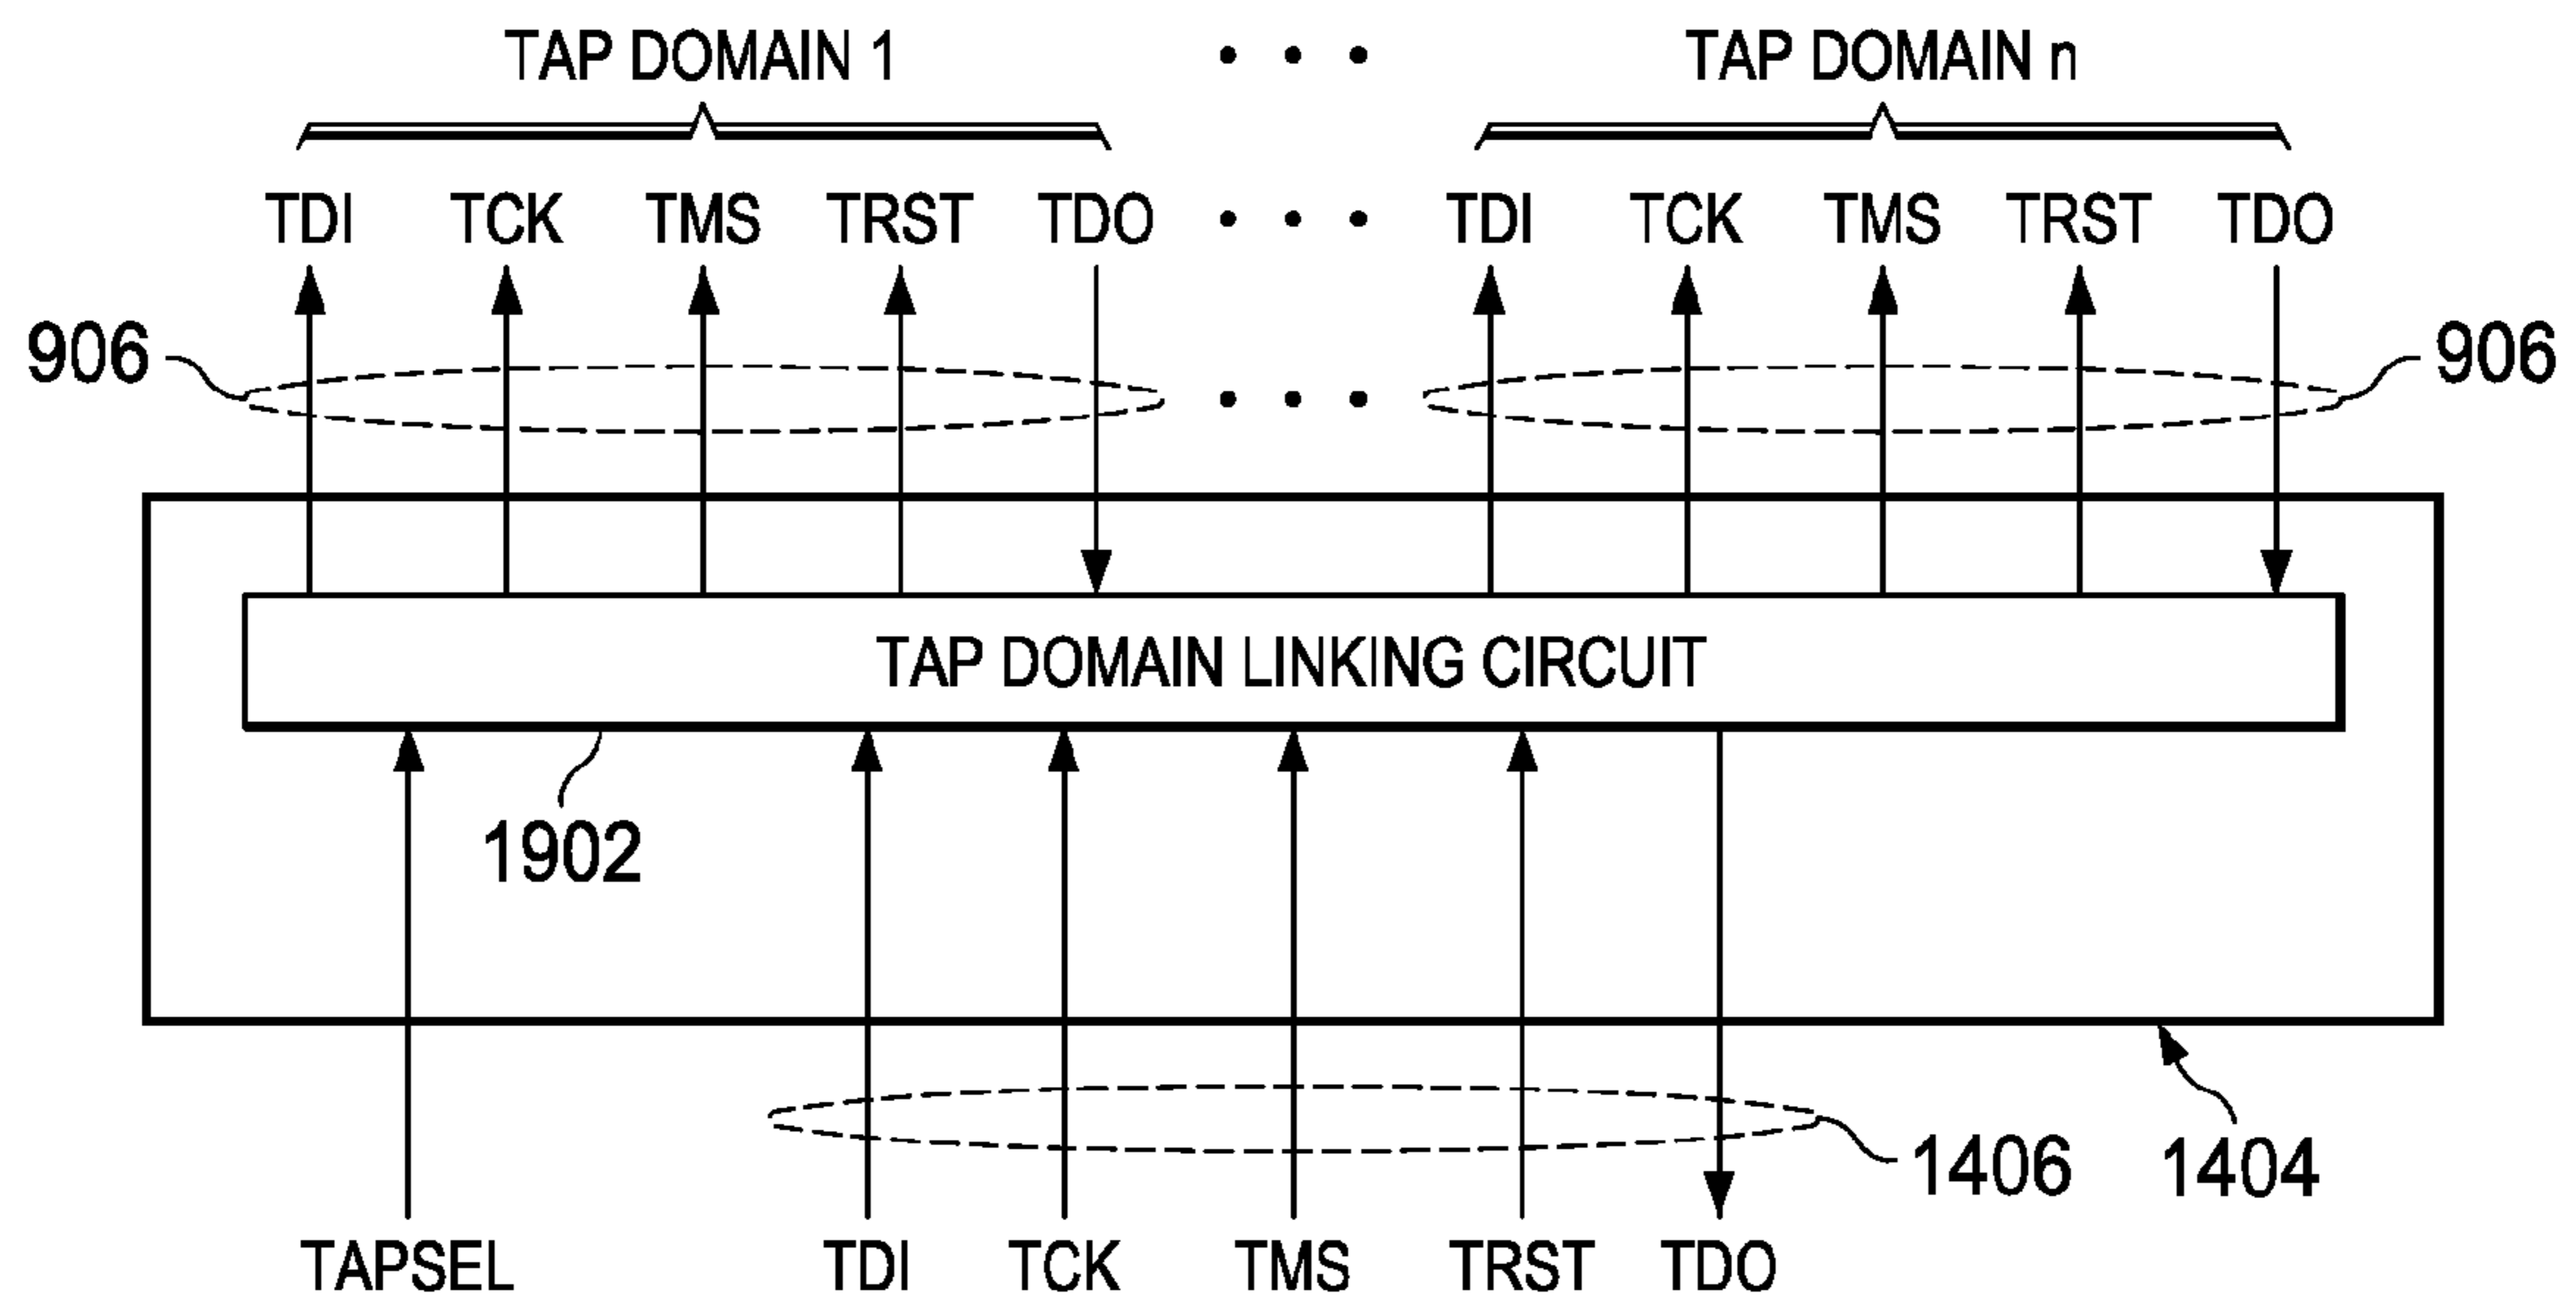 TAP DOMAIN 1 • • • TAP DOMAIN n
TDI TCK TMS TRST TDO • • • TDI TCK TMS TRST TDO
906 • • • 906
TAP DOMAIN LINKING CIRCUIT
1902
1406 1404
TAPSEL TDI TCK TMS TRST TDO